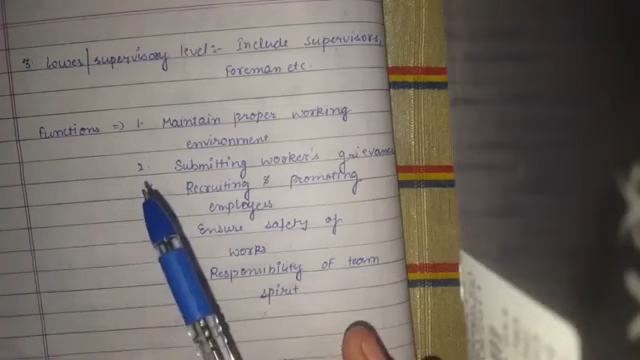 3. Lower/supervisory level:- Include supervisors,
Foreman etc.
Functions => 1. Maintain proper working
environment
2. Submitting worker's grievance
Recruiting & promoting
employees
Ensure safety of
works
Responsibility of team
spirit